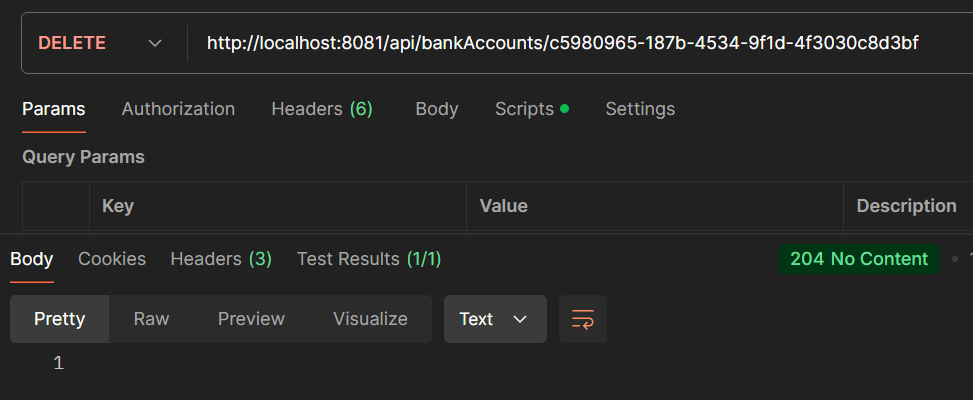 DELETE http://localhost:8081/api/bankAccounts/c5980965-187b-4534-9f1d-4f3030c8d3bf
Params Authorization Headers (6) Body Scripts Settings
Query Params
Key Value Description
Body Cookies Headers (3) Test Results (1/1) 204 No Content
Pretty Raw Preview Visualize Text
1